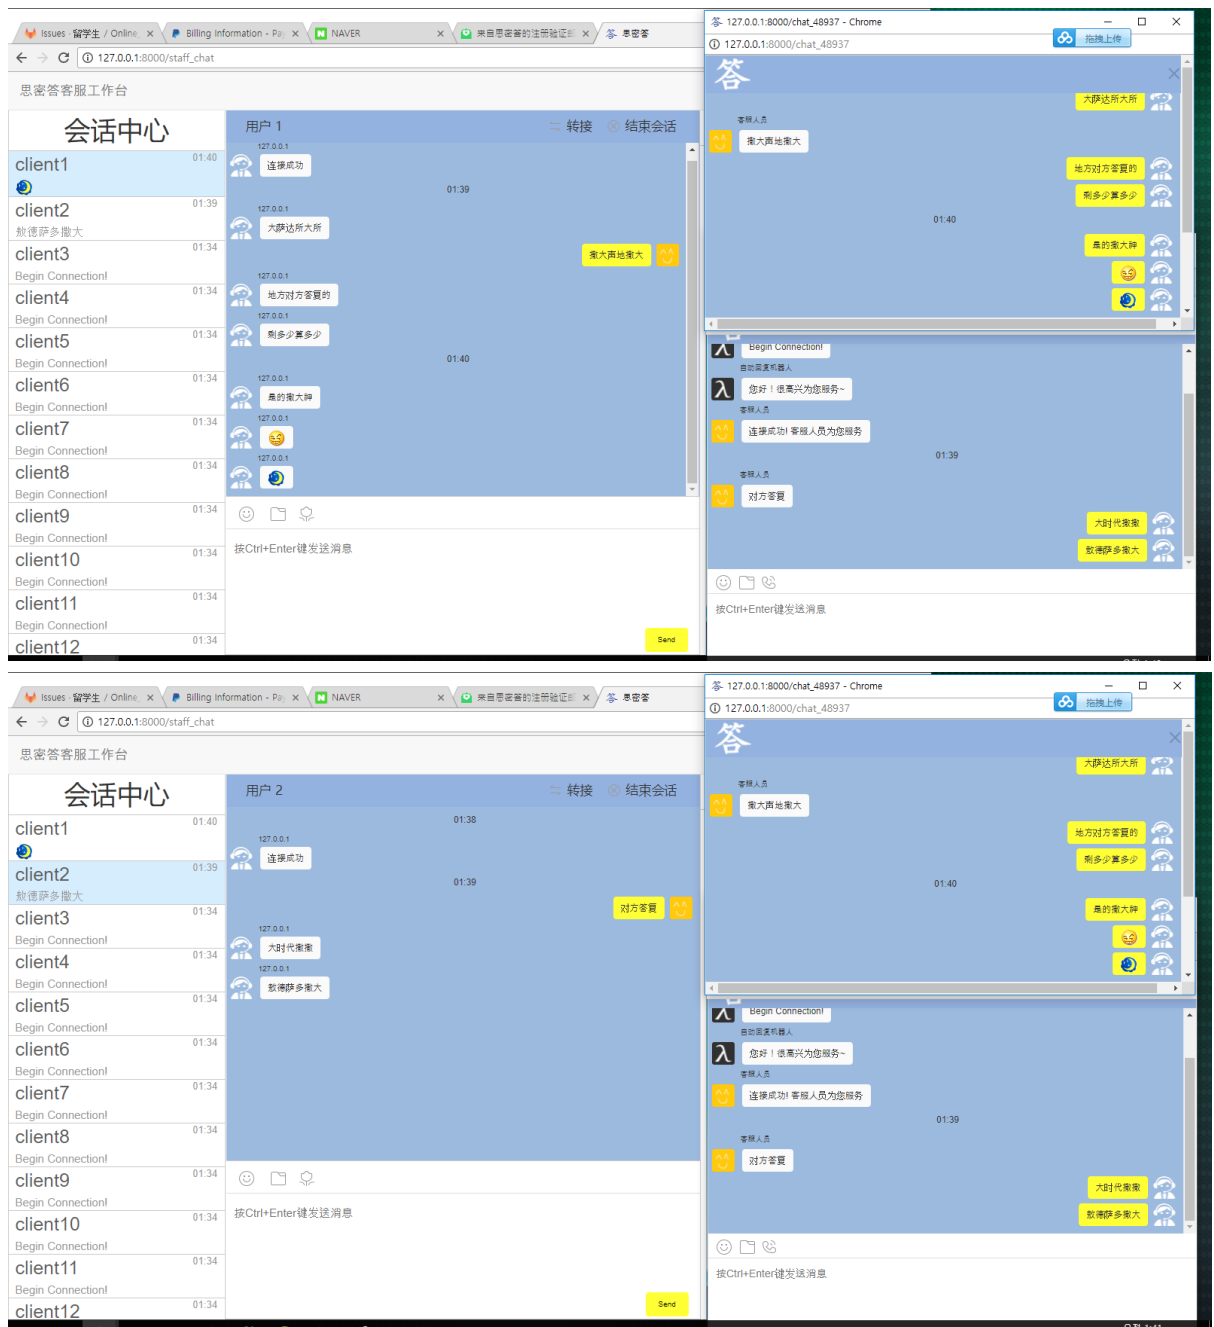 Issues · 留学生 / Online
Billing Information - Pay
NAVER
来自思密答的注册验证邮
思密答
127.0.0.1:8000/staff_chat
思密答客服工作台
会话中心
client1
01:40
client2
01:39
敖德萨多撒大
client3
01:34
Begin Connection!
client4
01:34
Begin Connection!
client5
01:34
Begin Connection!
client6
01:34
Begin Connection!
client7
01:34
Begin Connection!
client8
01:34
Begin Connection!
client9
01:34
Begin Connection!
client10
01:34
Begin Connection!
client11
01:34
Begin Connection!
client12
01:34
用户 1
转接
结束会话
127.0.0.1
连接成功
01:39
127.0.0.1
大萨达所大所
撒大声地撒大
127.0.0.1
地方对方答复的
127.0.0.1
剩多少算多少
01:40
127.0.0.1
是的撒大神
127.0.0.1
127.0.0.1
按Ctrl+Enter键发送消息
Send
答 127.0.0.1:8000/chat_48937 - Chrome
127.0.0.1:8000/chat_48937
拖拽上传
答
大萨达所大所
客服人员
撒大声地撒大
地方对方答复的
剩多少算多少
01:40
是的撒大神
Begin Connection!
自动回复机器人
您好！很高兴为您服务~
客服人员
连接成功! 客服人员为您服务
01:39
客服人员
对方答复
大时代撒撒
敖德萨多撒大
按Ctrl+Enter键发送消息
Issues · 留学生 / Online
Billing Information - Pay
NAVER
来自思密答的注册验证邮
思密答
127.0.0.1:8000/staff_chat
思密答客服工作台
会话中心
client1
01:40
client2
01:39
敖德萨多撒大
client3
01:34
Begin Connection!
client4
01:34
Begin Connection!
client5
01:34
Begin Connection!
client6
01:34
Begin Connection!
client7
01:34
Begin Connection!
client8
01:34
Begin Connection!
client9
01:34
Begin Connection!
client10
01:34
Begin Connection!
client11
01:34
Begin Connection!
client12
01:34
用户 2
转接
结束会话
01:38
127.0.0.1
连接成功
01:39
对方答复
127.0.0.1
大时代撒撒
127.0.0.1
敖德萨多撒大
按Ctrl+Enter键发送消息
Send
答 127.0.0.1:8000/chat_48937 - Chrome
127.0.0.1:8000/chat_48937
拖拽上传
答
大萨达所大所
客服人员
撒大声地撒大
地方对方答复的
剩多少算多少
01:40
是的撒大神
Begin Connection!
自动回复机器人
您好！很高兴为您服务~
客服人员
连接成功! 客服人员为您服务
01:39
客服人员
对方答复
大时代撒撒
敖德萨多撒大
按Ctrl+Enter键发送消息